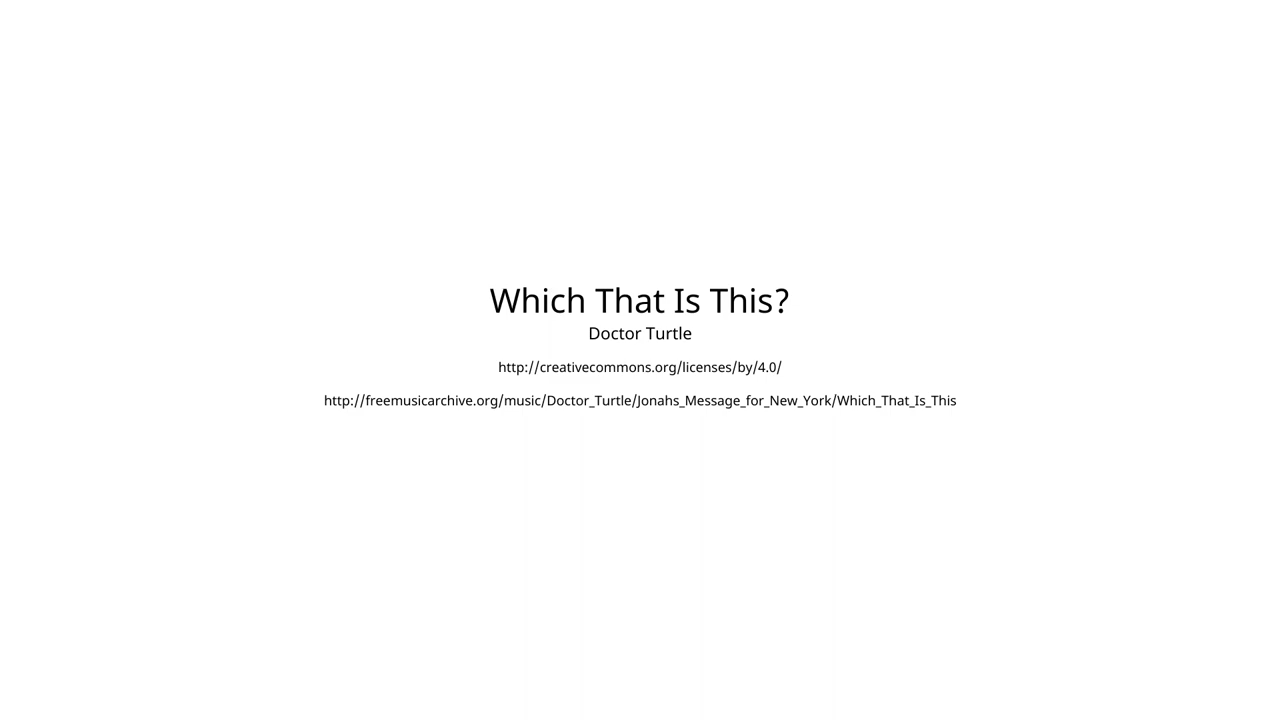 Which That Is This?
Doctor Turtle
http://creativecommons.org/licenses/by/4.0/
http://freemusicarchive.org/music/Doctor_Turtle/Jonahs_Message_for_New_York/Which_That_Is_This